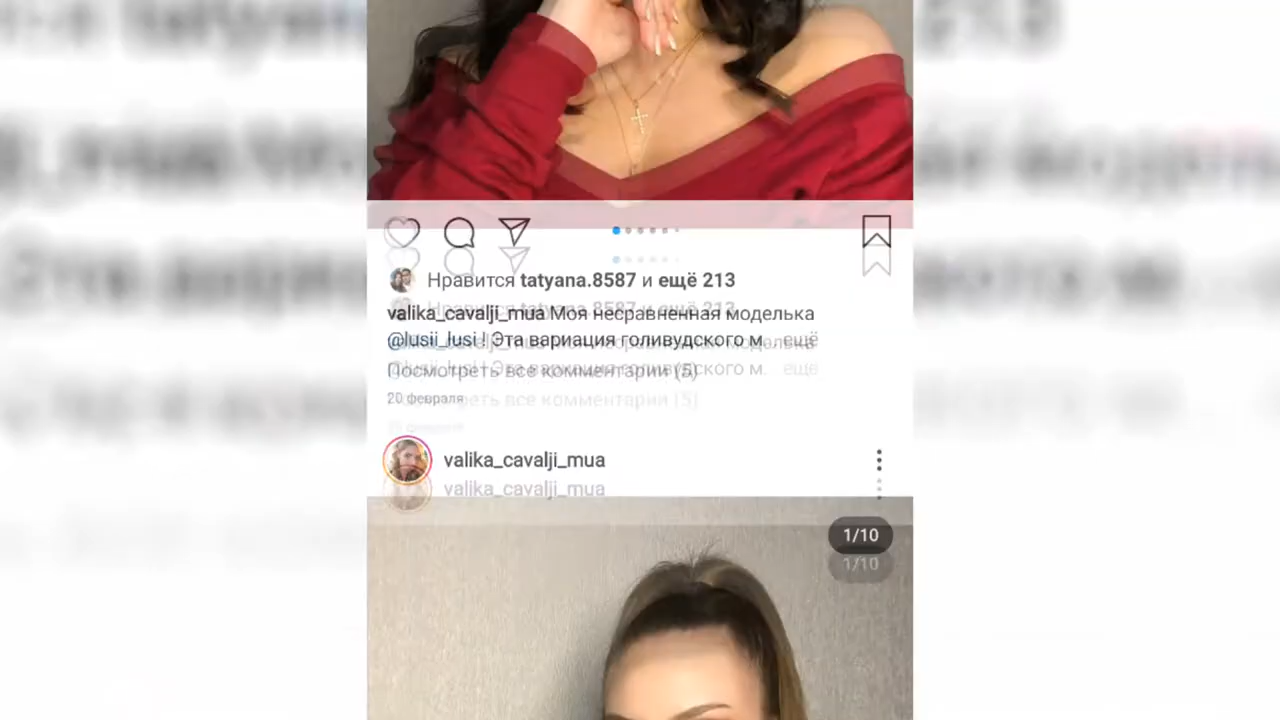 Нравится tatyana.8587 и ещё 213
valika_cavalji_mua Моя несравненная моделька
@lusii_lusi ! Эта вариация голивудского м... ещё
Посмотреть все комментарии (5)
20 февраля
valika_cavalji_mua
1/10